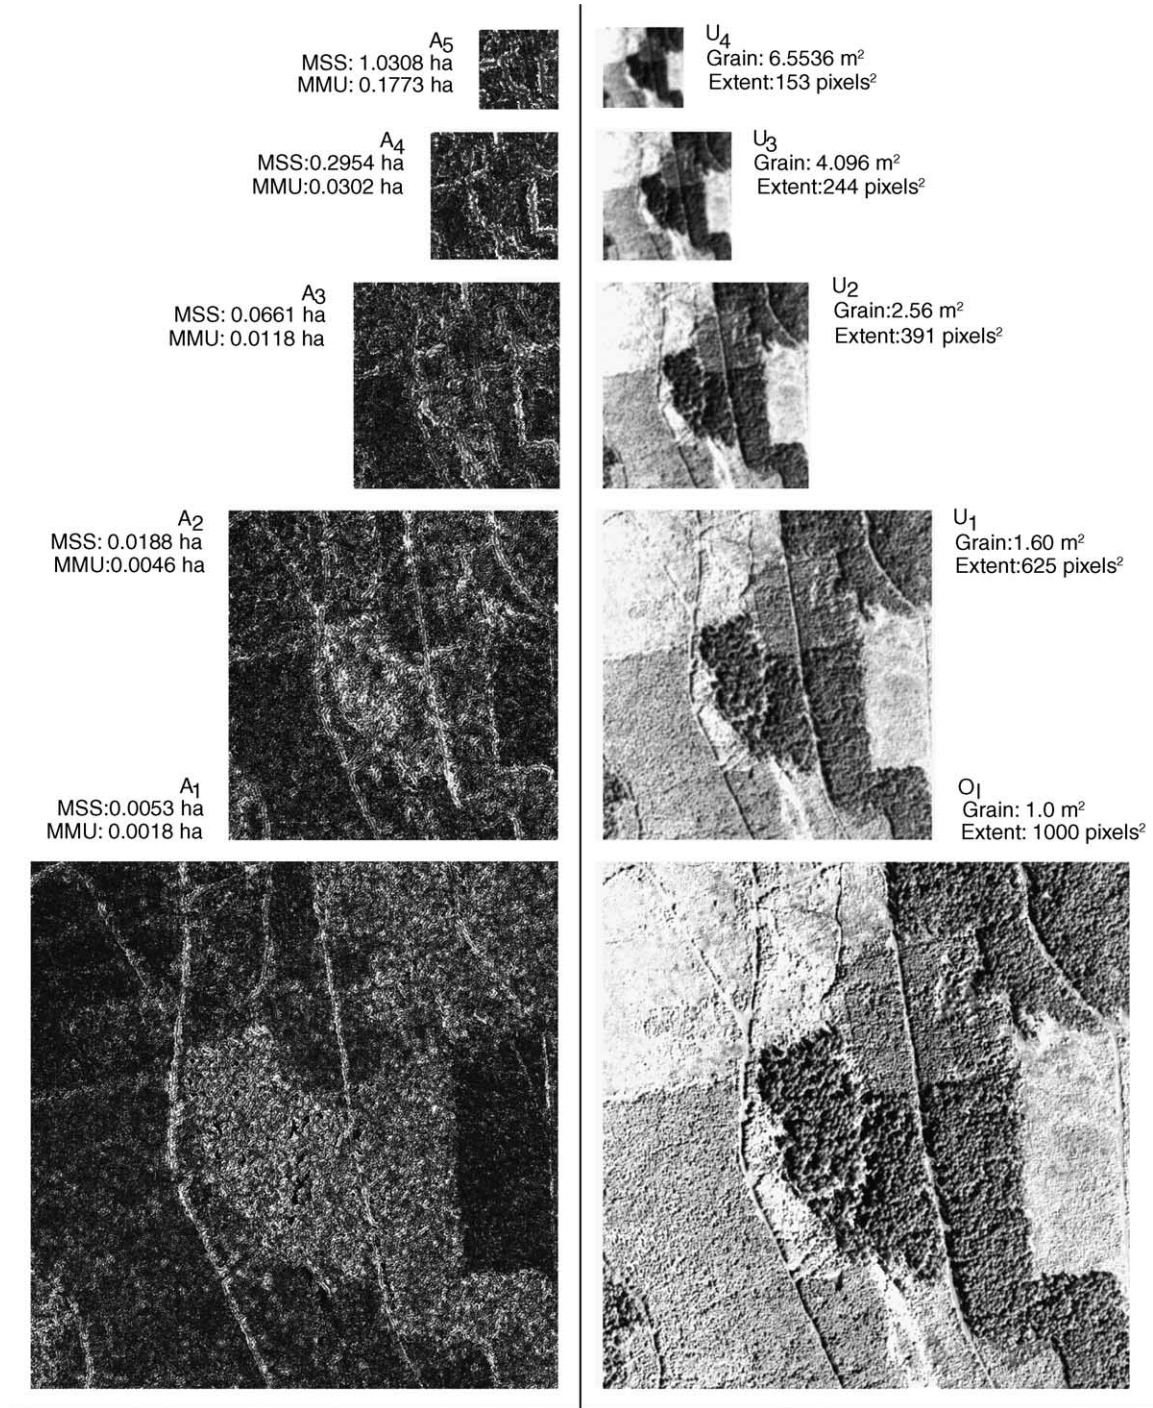 A5
MSS: 1.0308 ha
MMU: 0.1773 ha
U4
Grain: 6.5536 m²
Extent:153 pixels²
A4
MSS:0.2954 ha
MMU:0.0302 ha
U3
Grain: 4.096 m²
Extent:244 pixels²
A3
MSS: 0.0661 ha
MMU: 0.0118 ha
U2
Grain:2.56 m²
Extent:391 pixels²
A2
MSS: 0.0188 ha
MMU:0.0046 ha
U1
Grain:1.60 m²
Extent:625 pixels²
A1
MSS:0.0053 ha
MMU: 0.0018 ha
OI
Grain: 1.0 m²
Extent: 1000 pixels²